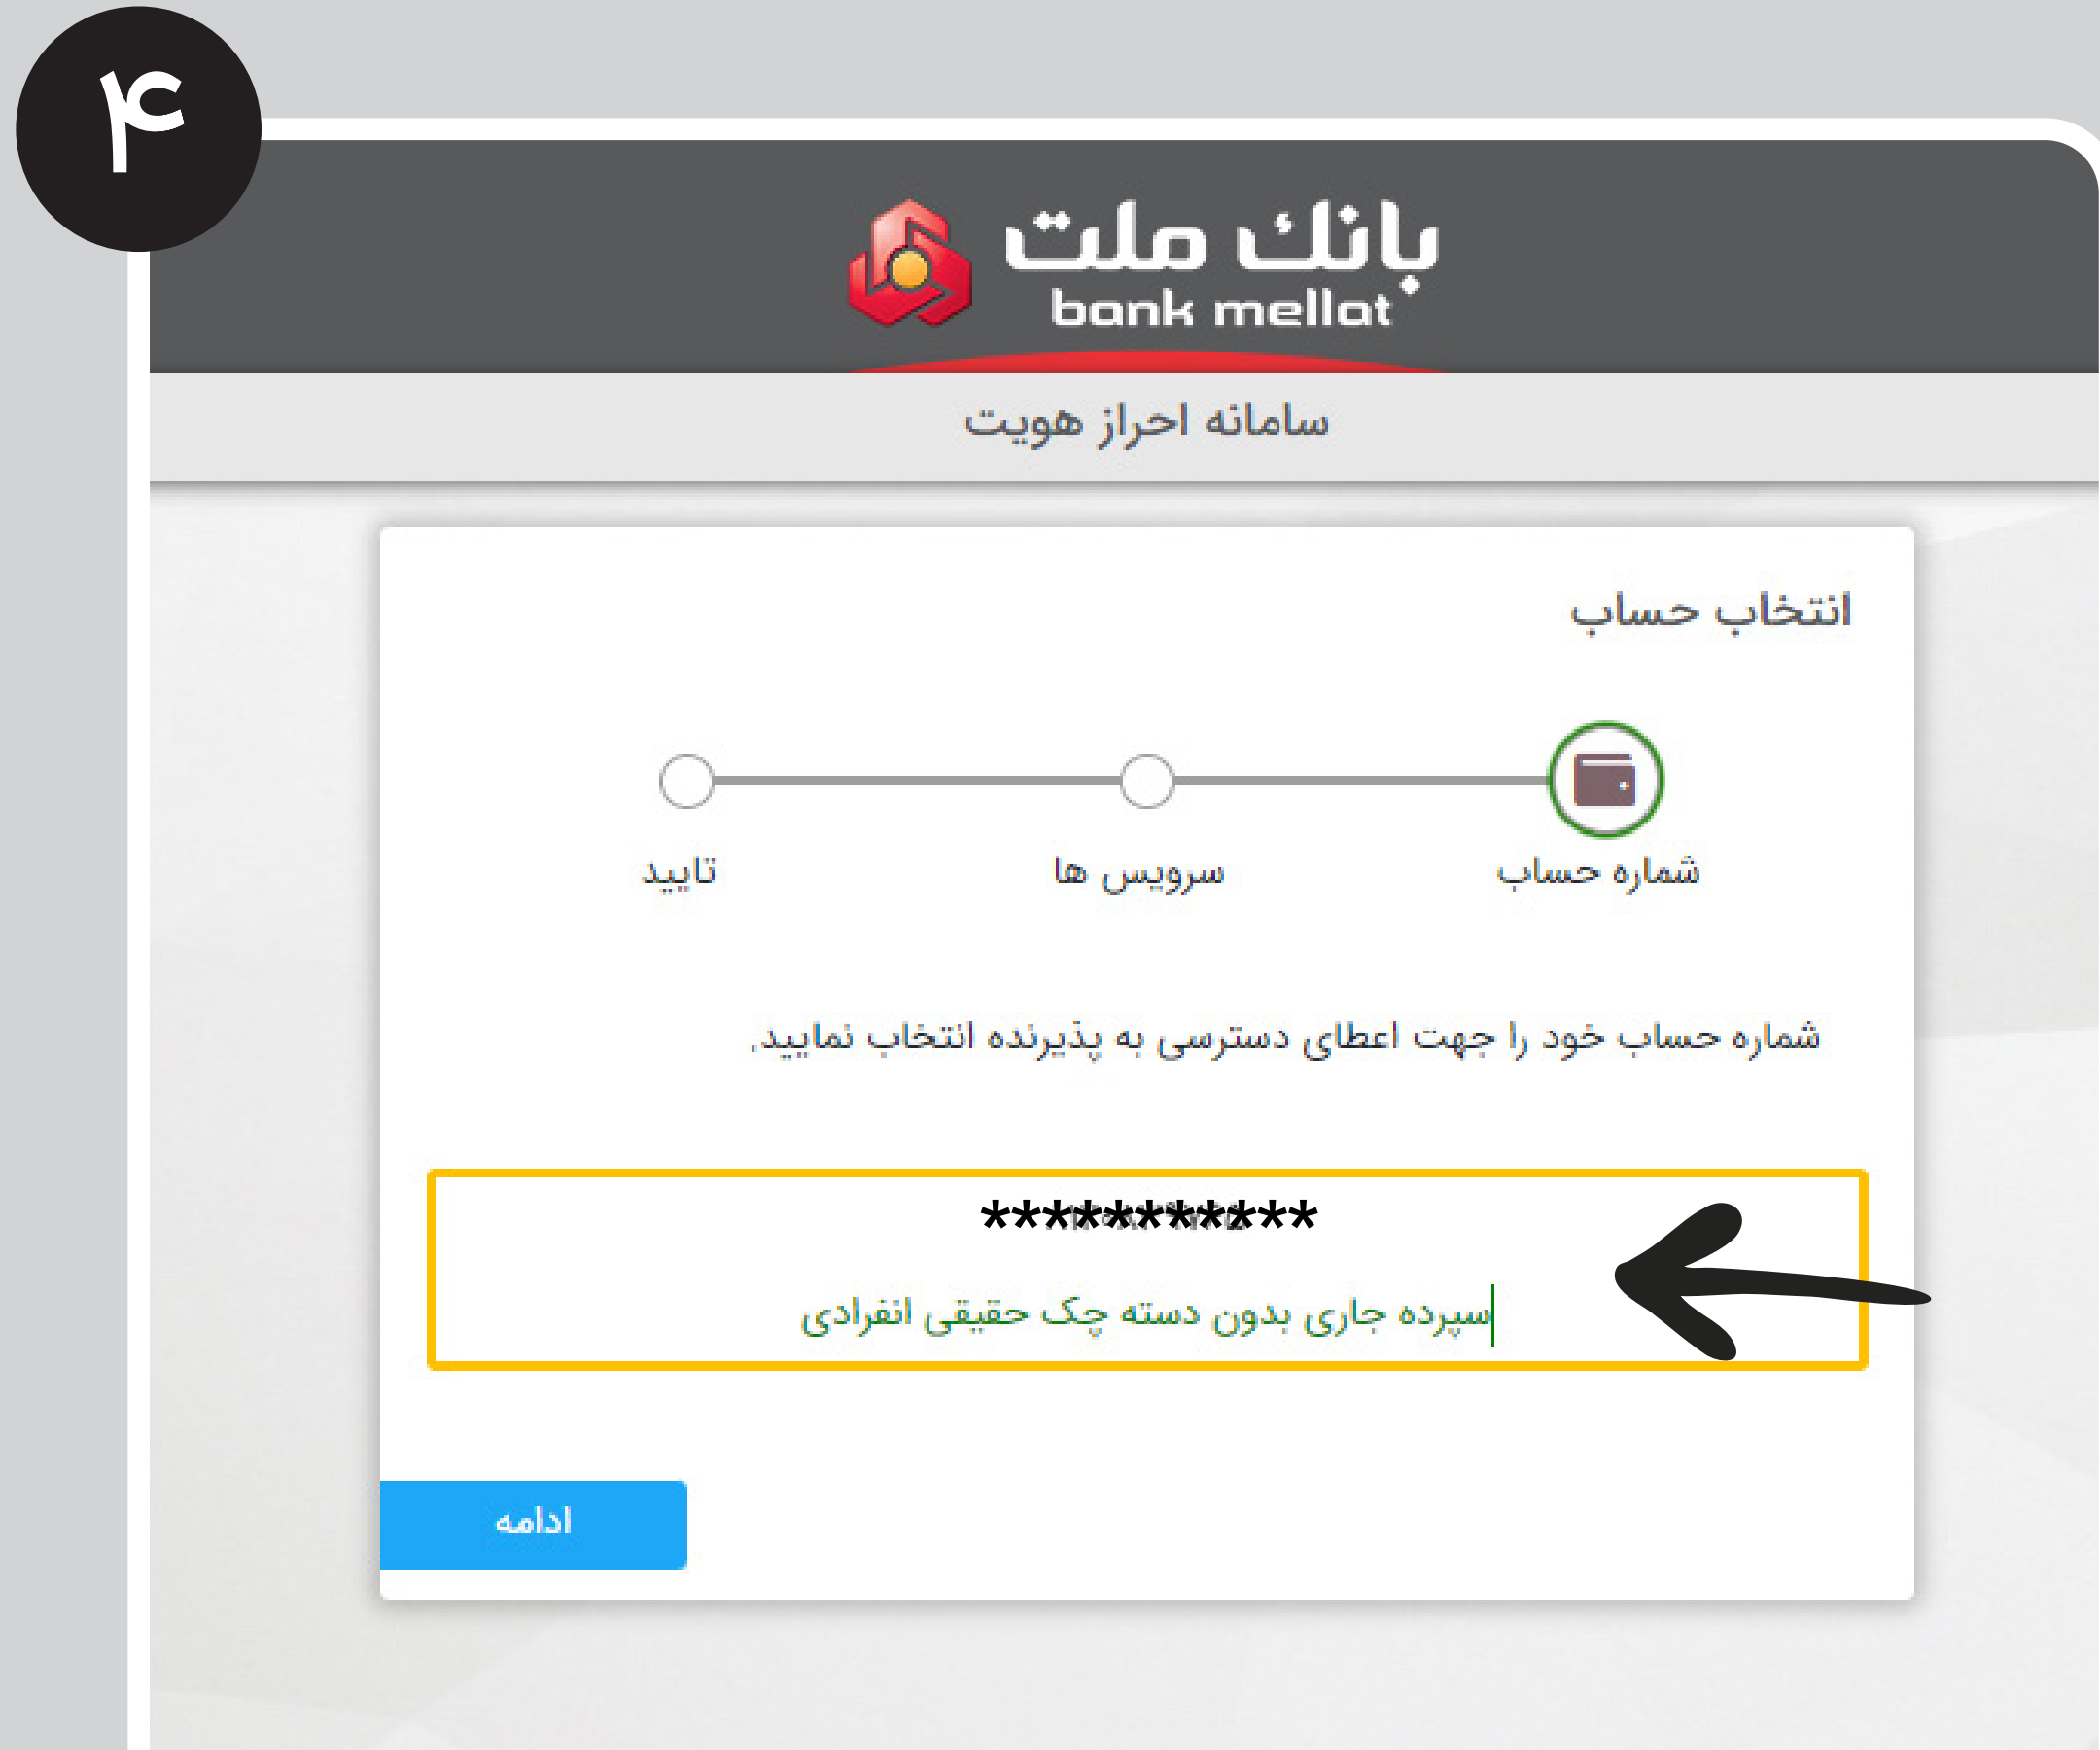 ۴
بانك ملت
bank mellat
سامانه احراز هویت
انتخاب حساب
شماره حساب
سرویس ها
تایید
شماره حساب خود را جهت اعطای دسترسی به پذیرنده انتخاب نمایید.
***********
سپرده جاری بدون دسته چک حقیقی انفرادی
ادامه